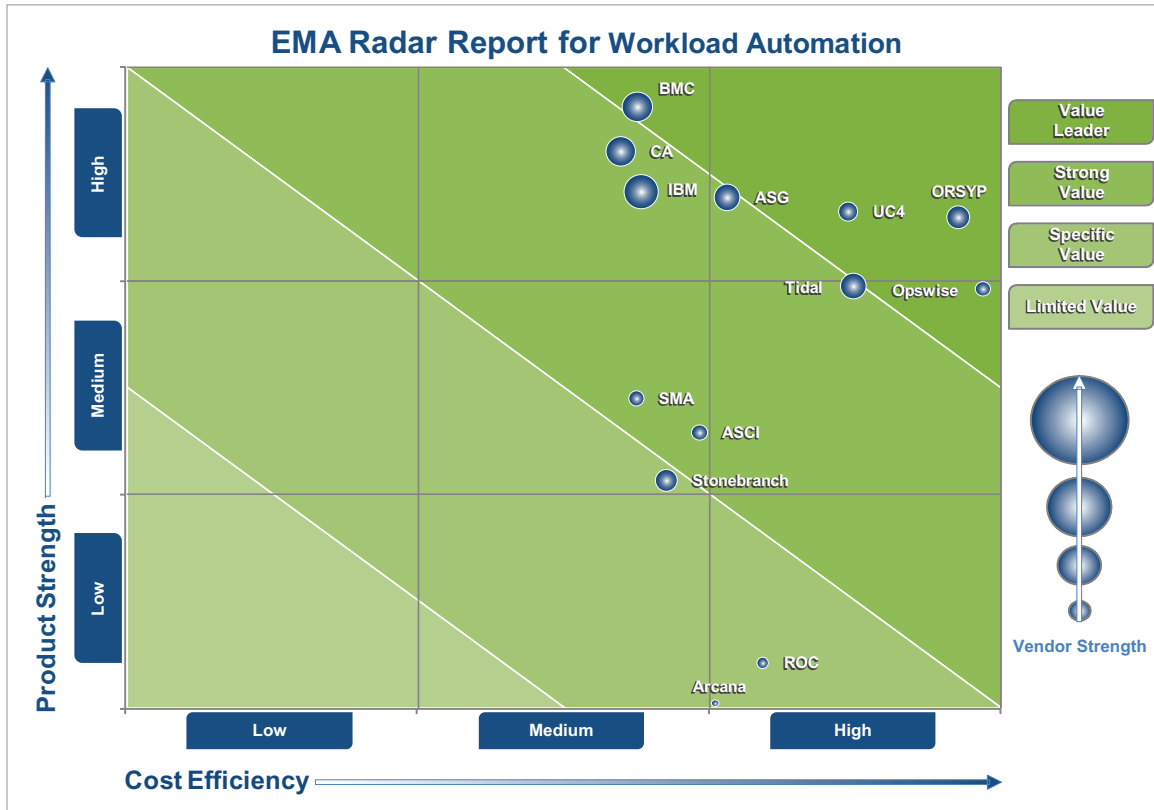 EMA Radar Report for Workload Automation
BMC
CA
IBM
ASG
UC4
ORSYP
Tidal
Opswise
SMA
ASCI
Stonebranch
ROC
Arcana
High
Medium
Low
Product Strength
Low
Medium
High
Cost Efficiency
Value
Leader
Strong
Value
Specific
Value
Limited Value
Vendor Strength